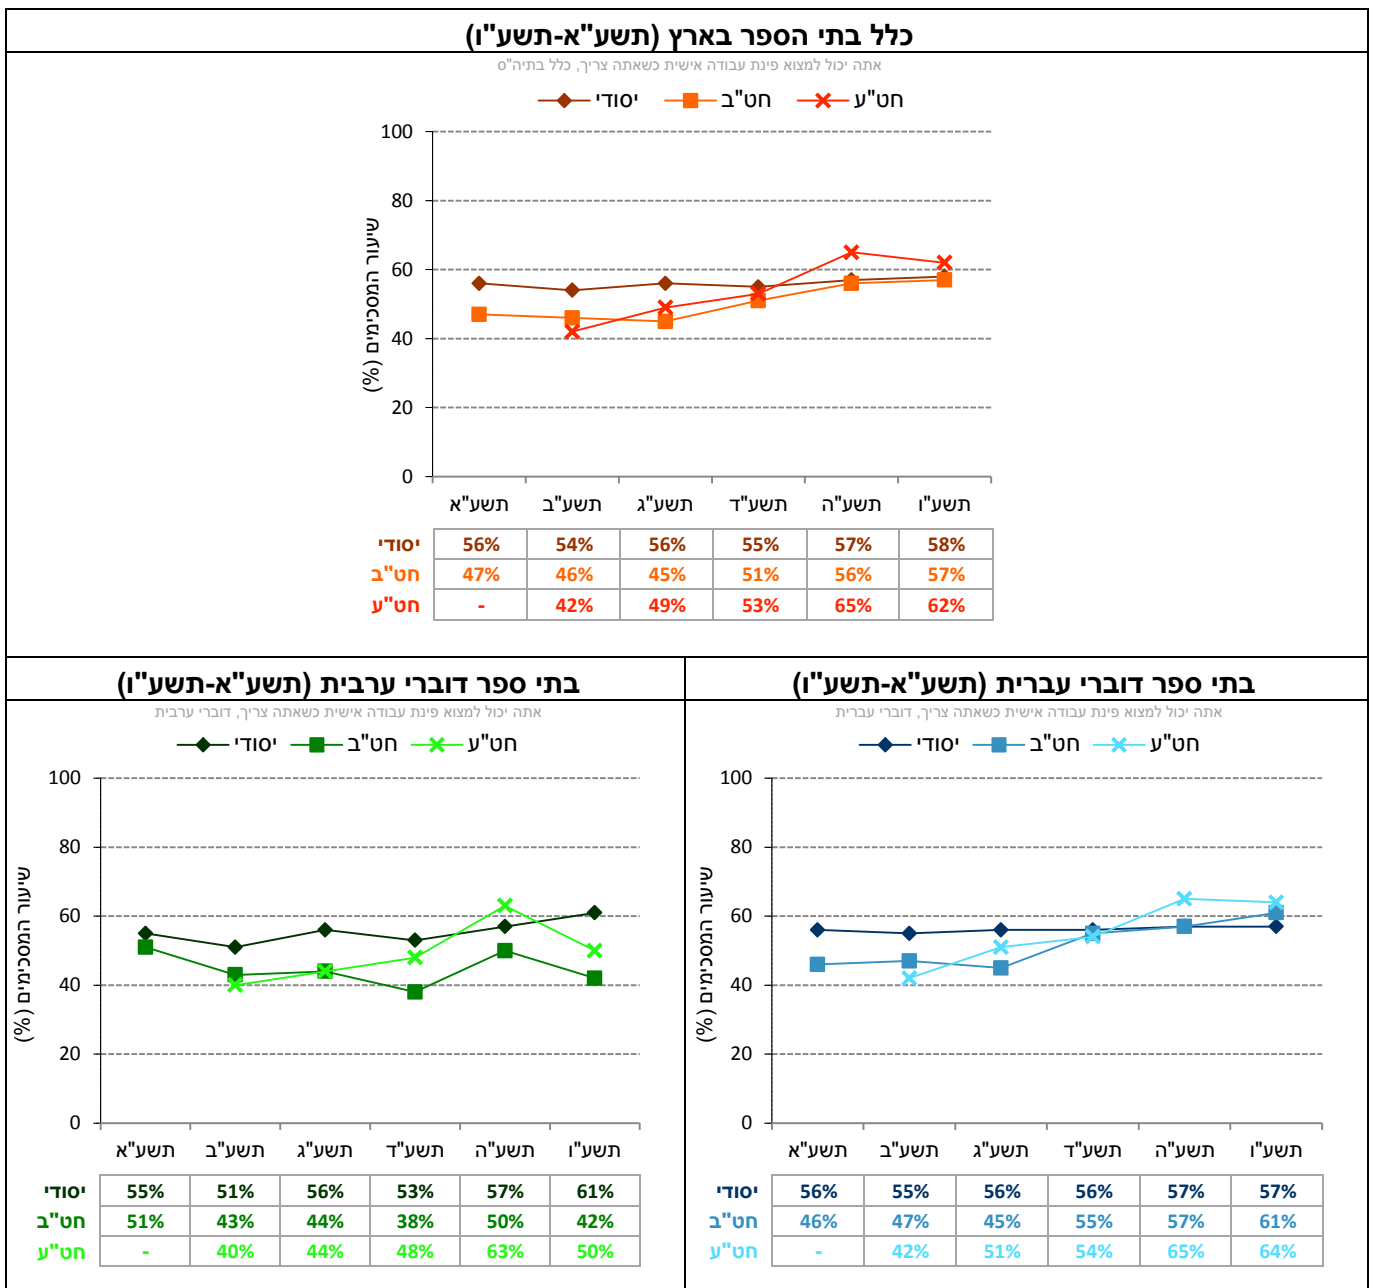 כלל בתי הספר בארץ (תשע"א-תשע"ו)
אתה יכול למצוא פינת עבודה אישית כשאתה צריך, כלל בתיה"ס
יסודי חט"ב חט"ע
שיעור המסכימים (%)
100
80
60
40
20
0
תשע"א תשע"ב תשע"ג תשע"ד תשע"ה תשע"ו
יסודי 56% 54% 56% 55% 57% 58%
חט"ב 47% 46% 45% 51% 56% 57%
חט"ע - 42% 49% 53% 65% 62%
בתי ספר דוברי עברית (תשע"א-תשע"ו)
אתה יכול למצוא פינת עבודה אישית כשאתה צריך, דוברי עברית
יסודי חט"ב חט"ע
שיעור המסכימים (%)
100
80
60
40
20
0
תשע"א תשע"ב תשע"ג תשע"ד תשע"ה תשע"ו
יסודי 56% 55% 56% 56% 57% 57%
חט"ב 46% 47% 45% 55% 57% 61%
חט"ע - 42% 51% 54% 65% 64%
בתי ספר דוברי ערבית (תשע"א-תשע"ו)
אתה יכול למצוא פינת עבודה אישית כשאתה צריך, דוברי ערבית
יסודי חט"ב חט"ע
שיעור המסכימים (%)
100
80
60
40
20
0
תשע"א תשע"ב תשע"ג תשע"ד תשע"ה תשע"ו
יסודי 55% 51% 56% 53% 57% 61%
חט"ב 51% 43% 44% 38% 50% 42%
חט"ע - 40% 44% 48% 63% 50%